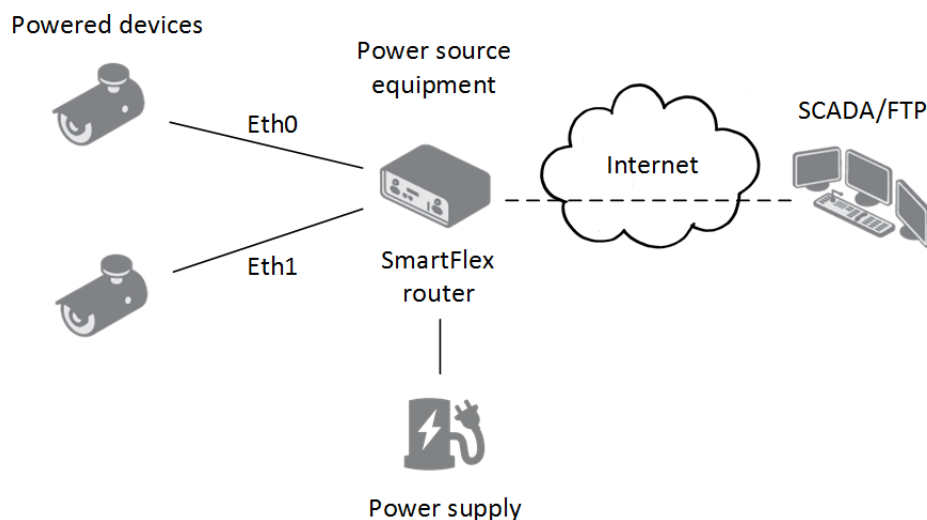 Powered devices
Power source
equipment
Eth0
SCADA/FTP
Internet
Eth1
SmartFlex
router
Power supply